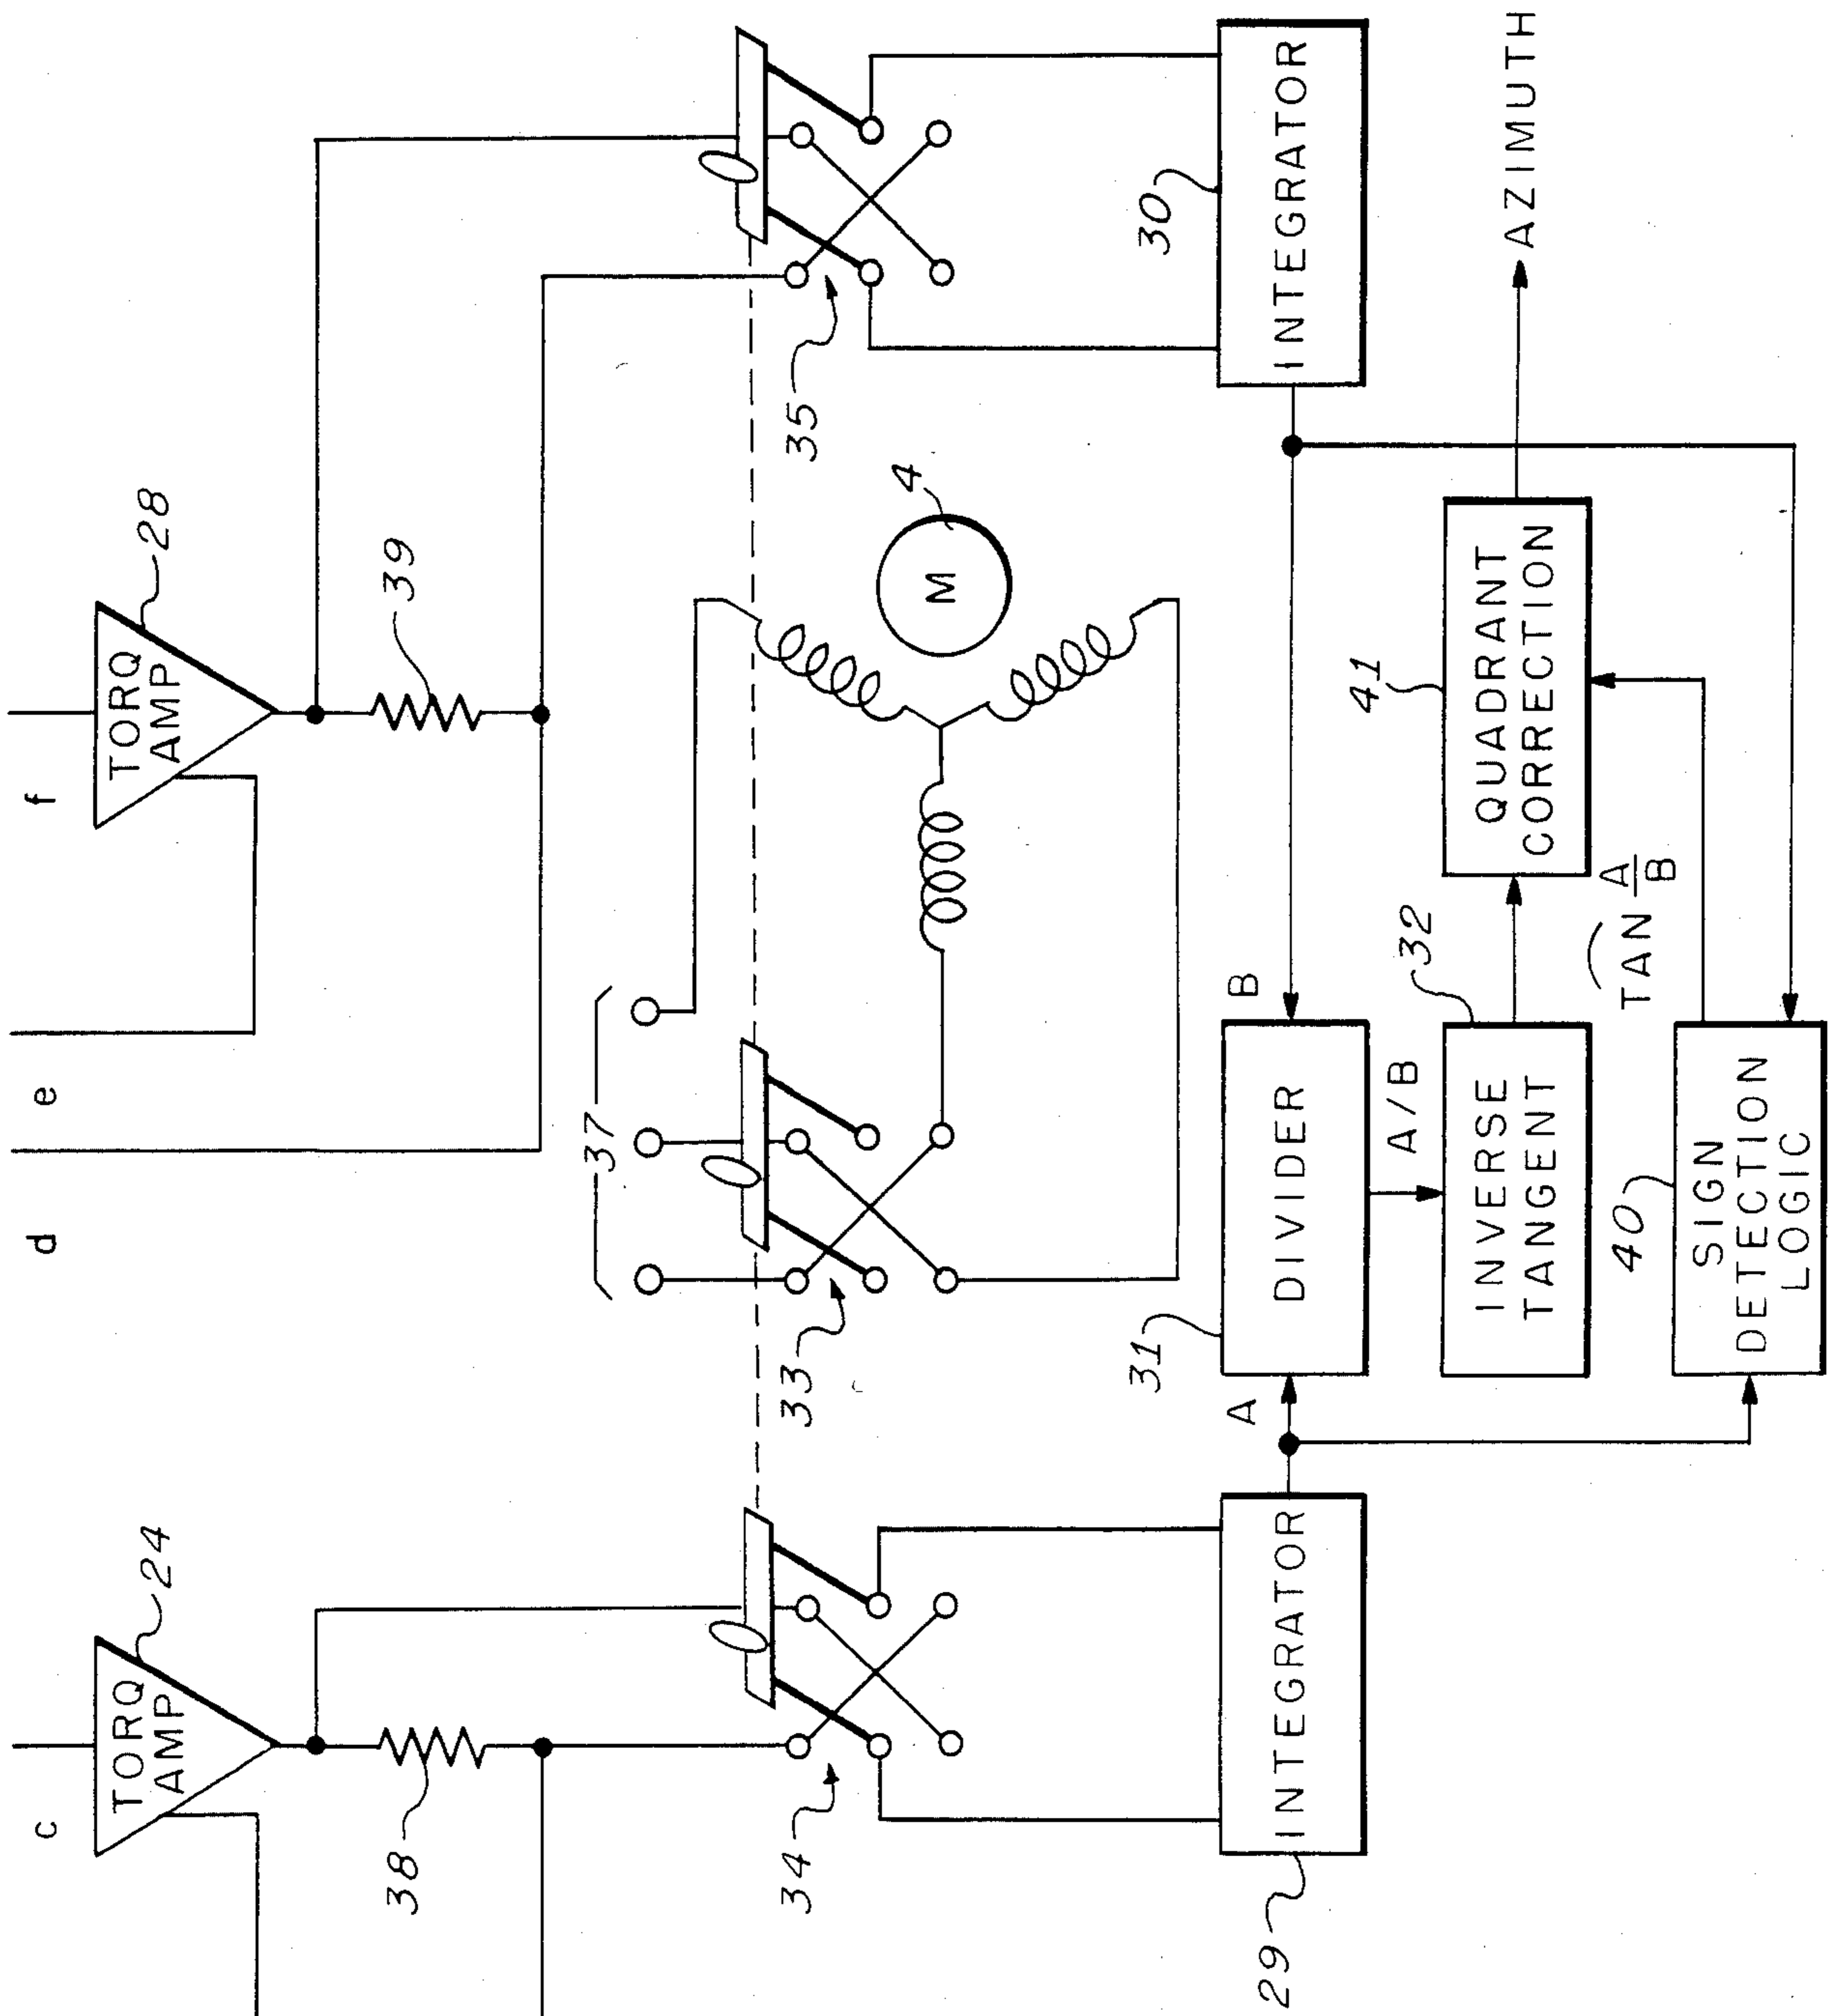 c
d
e
f
TORQ
AMP
24
TORQ
AMP
28
38
39
37
34
33
35
4
M
29
INTEGRATOR
A
31
DIVIDER
B
30
INTEGRATOR
A/B
32
INVERSE
TANGENT
41
QUADRANT
CORRECTION
AZIMUTH
TAN A/B
40
SIGN
DETECTION
LOGIC